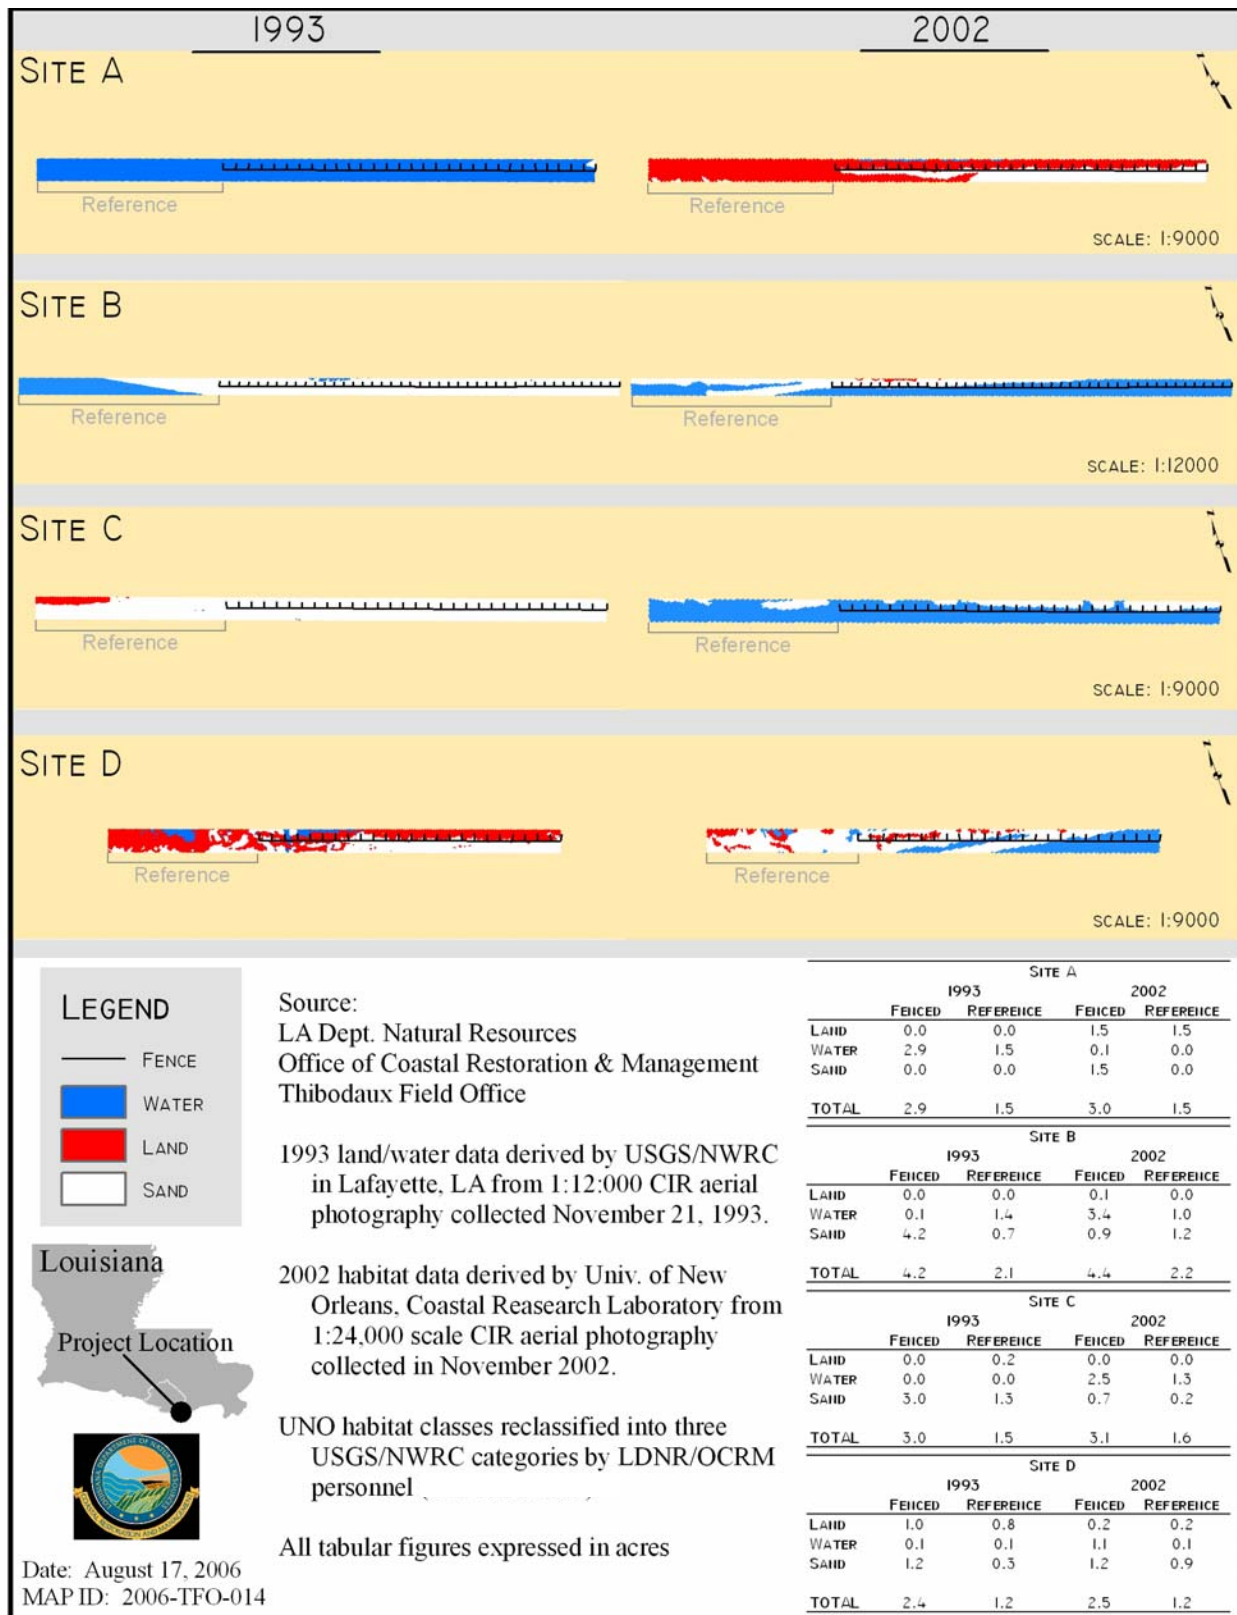 1993
2002
SITE A
Reference
Reference
SCALE: 1:9000
SITE B
Reference
Reference
SCALE: 1:12000
SITE C
Reference
Reference
SCALE: 1:9000
SITE D
Reference
Reference
SCALE: 1:9000
LEGEND
FENCE
WATER
LAND
SAND
Louisiana
Project Location
Date: August 17, 2006
MAP ID: 2006-TFO-014
Source:
LA Dept. Natural Resources
Office of Coastal Restoration & Management
Thibodaux Field Office
1993 land/water data derived by USGS/NWRC
in Lafayette, LA from 1:12:000 CIR aerial
photography collected November 21, 1993.
2002 habitat data derived by Univ. of New
Orleans, Coastal Reasearch Laboratory from
1:24,000 scale CIR aerial photography
collected in November 2002.
UNO habitat classes reclassified into three
USGS/NWRC categories by LDNR/OCRM
personnel
All tabular figures expressed in acres
SITE A
1993 2002
FENCED REFERENCE FENCED REFERENCE
LAND 0.0 0.0 1.5 1.5
WATER 2.9 1.5 0.1 0.0
SAND 0.0 0.0 1.5 0.0
TOTAL 2.9 1.5 3.0 1.5
SITE B
1993 2002
FENCED REFERENCE FENCED REFERENCE
LAND 0.0 0.0 0.1 0.0
WATER 0.1 1.4 3.4 1.0
SAND 4.2 0.7 0.9 1.2
TOTAL 4.2 2.1 4.4 2.2
SITE C
1993 2002
FENCED REFERENCE FENCED REFERENCE
LAND 0.0 0.2 0.0 0.0
WATER 0.0 0.0 2.5 1.3
SAND 3.0 1.3 0.7 0.2
TOTAL 3.0 1.5 3.1 1.6
SITE D
1993 2002
FENCED REFERENCE FENCED REFERENCE
LAND 1.0 0.8 0.2 0.2
WATER 0.1 0.1 1.1 0.1
SAND 1.2 0.3 1.2 0.9
TOTAL 2.4 1.2 2.5 1.2